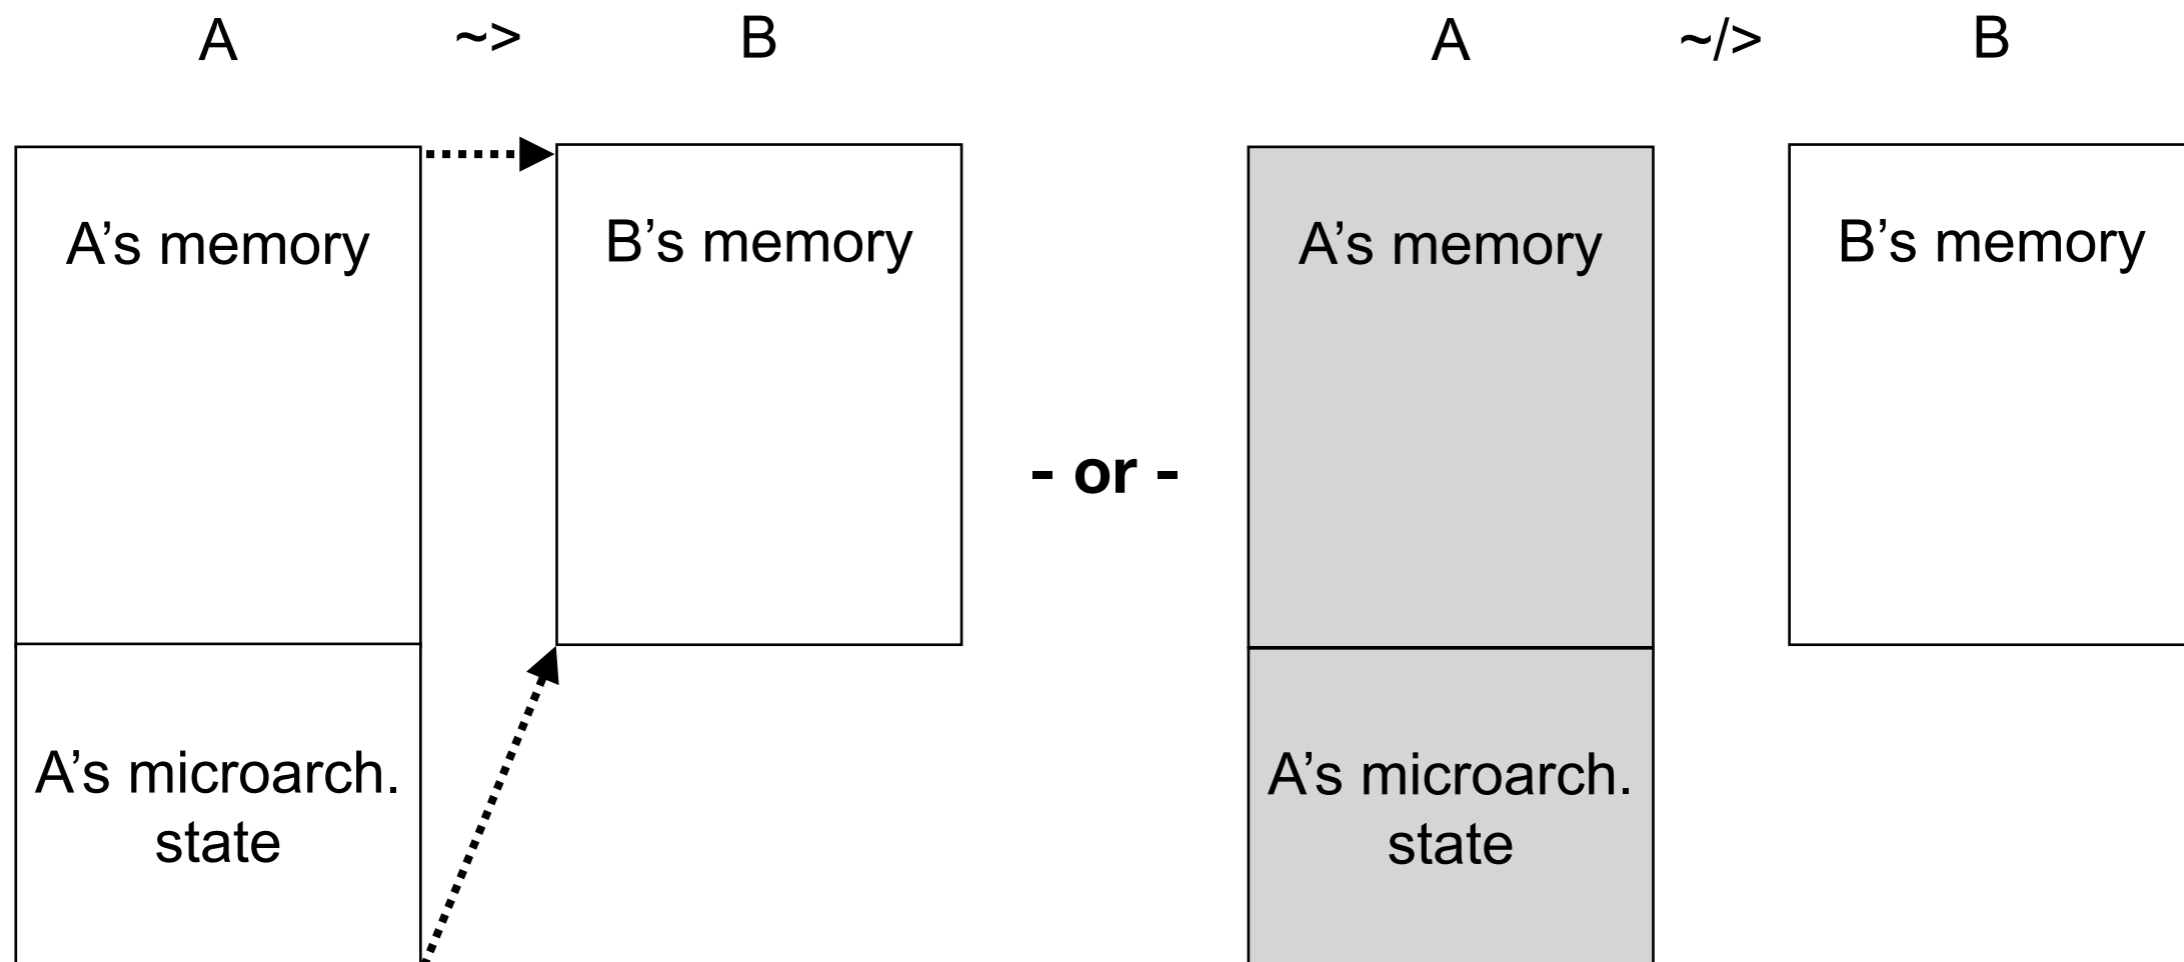 A ~> B
A ~/> B
A’s memory
B’s memory
A’s memory
B’s memory
- or -
A’s microarch.
state
A’s microarch.
state